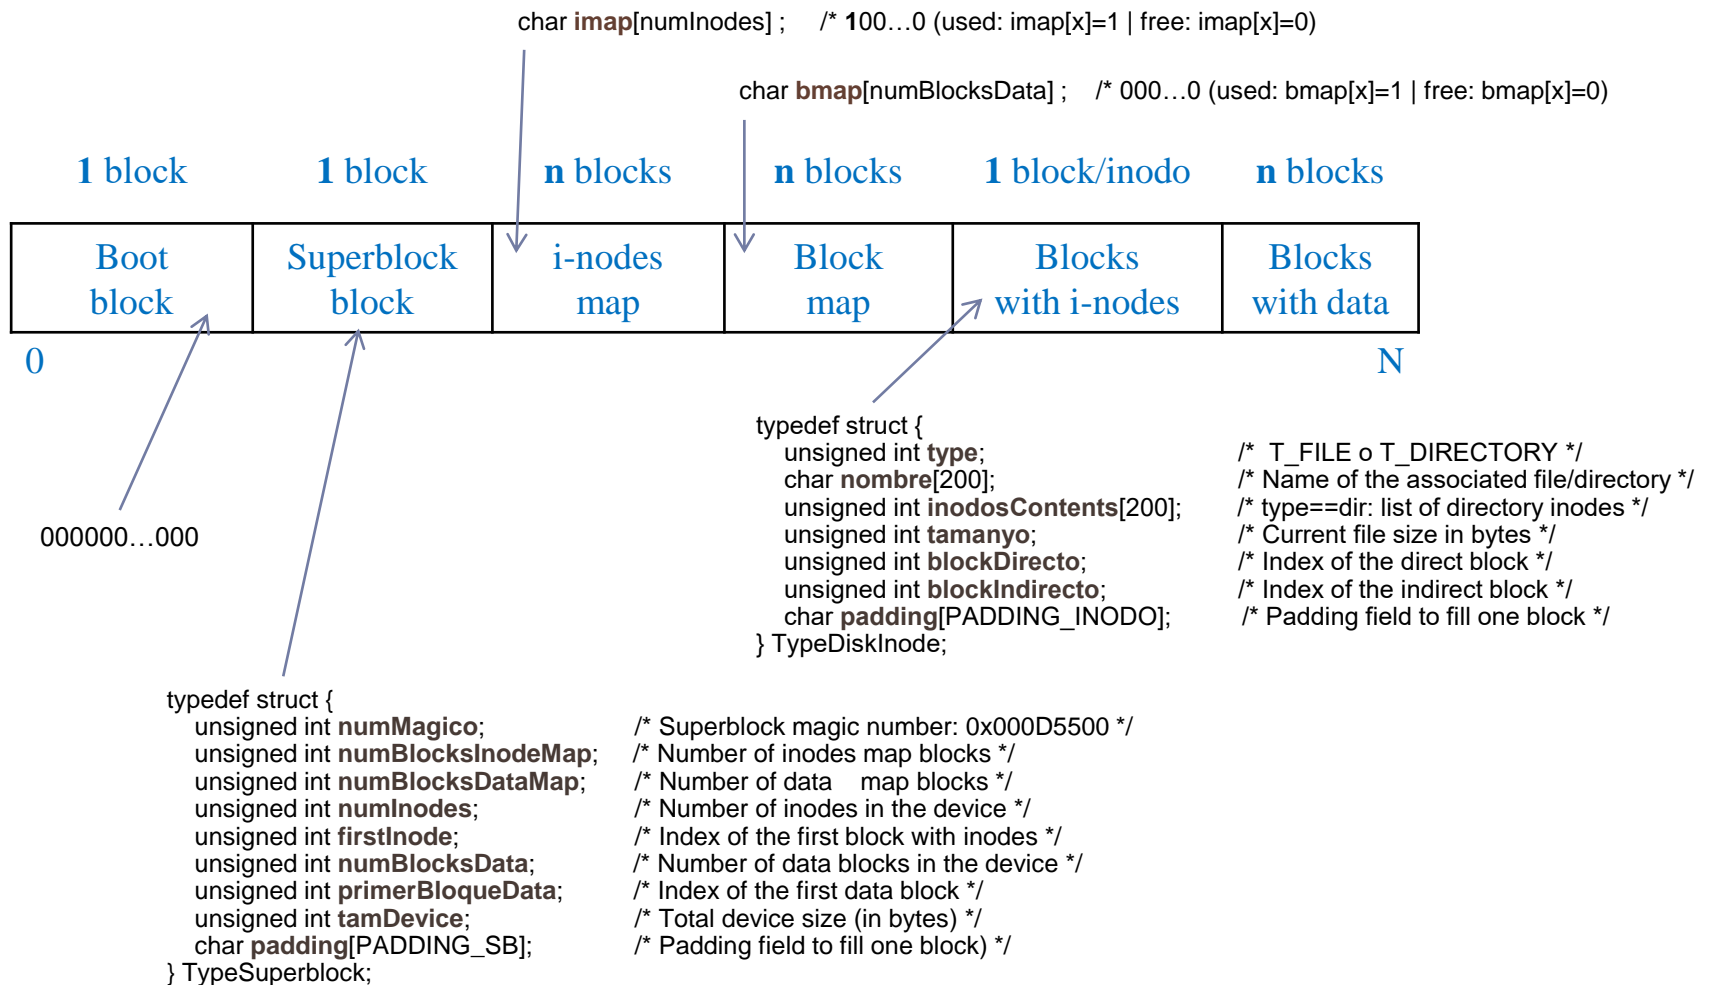 char imap[numInodes] ; /* 100…0 (used: imap[x]=1 | free: imap[x]=0)
char bmap[numBlocksData] ; /* 000…0 (used: bmap[x]=1 | free: bmap[x]=0)
1 block
1 block
n blocks
n blocks
1 block/inodo
n blocks
Boot
block
Superblock
block
i-nodes
map
Block
map
Blocks
with i-nodes
Blocks
with data
0
N
000000…000
typedef struct {
unsigned int type; /* T_FILE o T_DIRECTORY */
char nombre[200]; /* Name of the associated file/directory */
unsigned int inodosContents[200]; /* type==dir: list of directory inodes */
unsigned int tamanyo; /* Current file size in bytes */
unsigned int blockDirecto; /* Index of the direct block */
unsigned int blockIndirecto; /* Index of the indirect block */
char padding[PADDING_INODO]; /* Padding field to fill one block */
} TypeDiskInode;
typedef struct {
unsigned int numMagico; /* Superblock magic number: 0x000D5500 */
unsigned int numBlocksInodeMap; /* Number of inodes map blocks */
unsigned int numBlocksDataMap; /* Number of data map blocks */
unsigned int numInodes; /* Number of inodes in the device */
unsigned int firstInode; /* Index of the first block with inodes */
unsigned int numBlocksData; /* Number of data blocks in the device */
unsigned int primerBloqueData; /* Index of the first data block */
unsigned int tamDevice; /* Total device size (in bytes) */
char padding[PADDING_SB]; /* Padding field to fill one block) */
} TypeSuperblock;